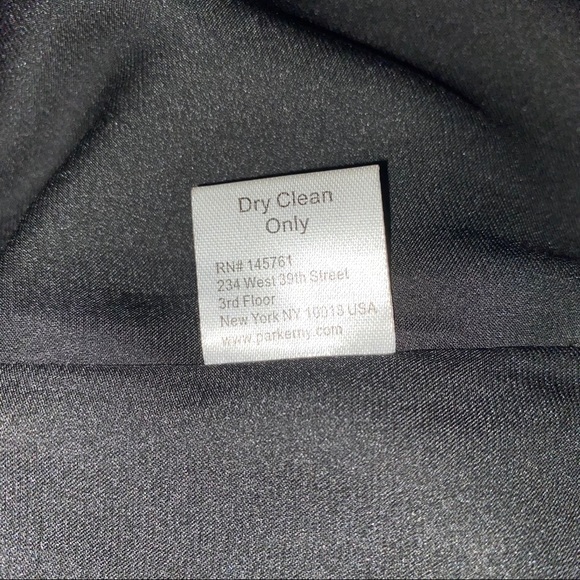 Dry Clean
Only
RN# 145761
234 West 39th Street
3rd Floor
New York NY 10018 USA
www.parkerny.com